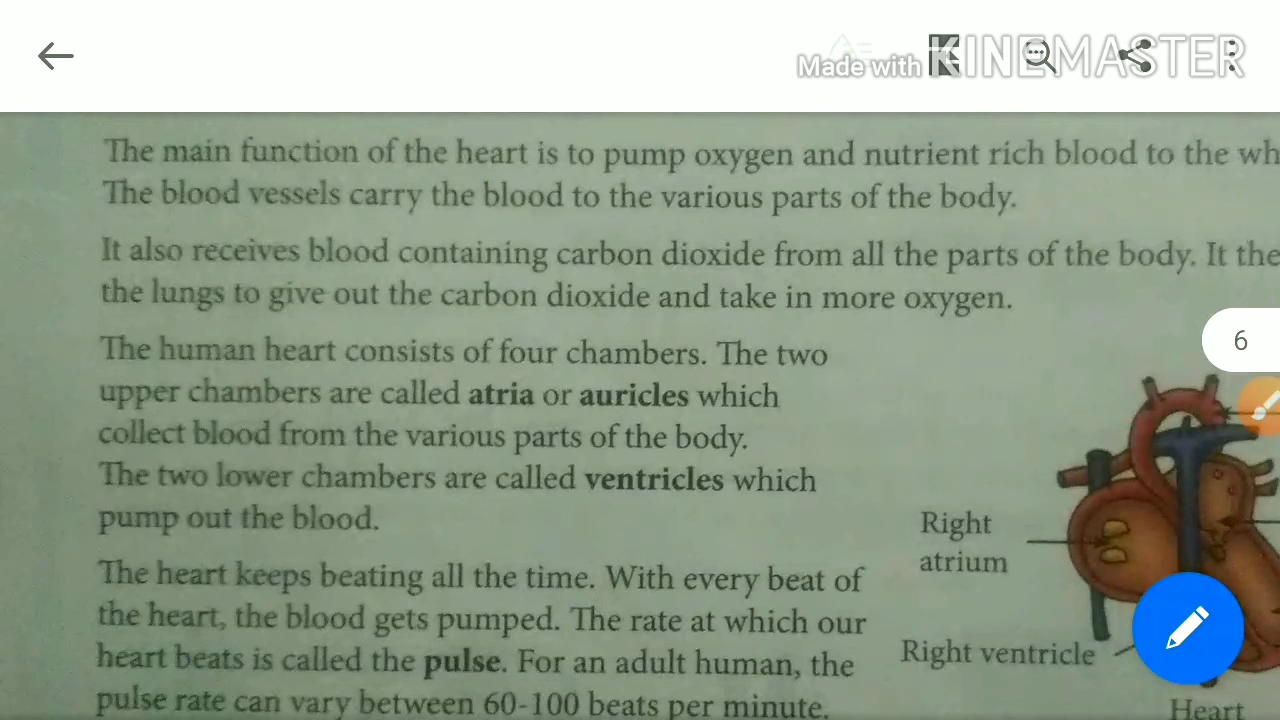 Made with KINEMASTER
The main function of the heart is to pump oxygen and nutrient rich blood to the wh
The blood vessels carry the blood to the various parts of the body.
It also receives blood containing carbon dioxide from all the parts of the body. It the
the lungs to give out the carbon dioxide and take in more oxygen.
6
The human heart consists of four chambers. The two
upper chambers are called atria or auricles which
collect blood from the various parts of the body.
The two lower chambers are called ventricles which
pump out the blood.
Right
atrium
The heart keeps beating all the time. With every beat of
the heart, the blood gets pumped. The rate at which our
heart beats is called the pulse. For an adult human, the
pulse rate can vary between 60-100 beats per minute.
Right ventricle
Heart